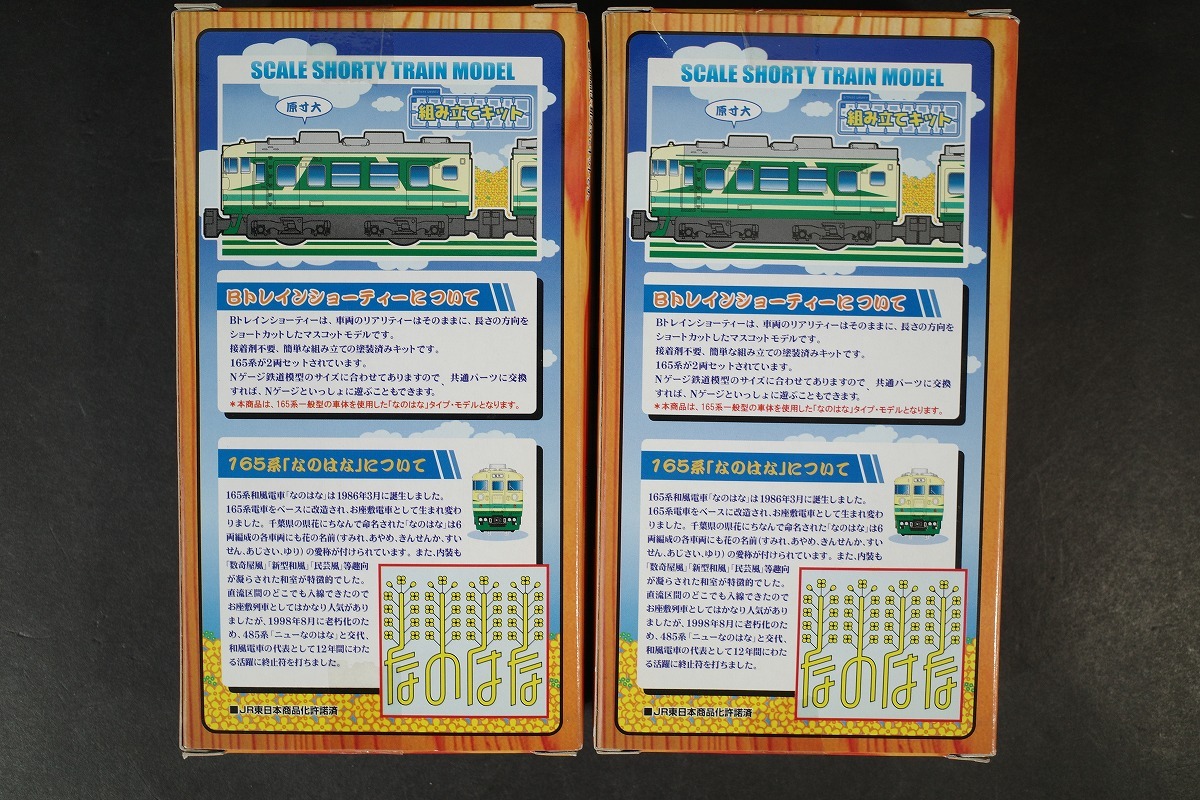 SCALE SHORTY TRAIN MODEL
原寸大
組み立てキット
Bトレインショーティーについて
Bトレインショーティーは、車両のリアリティーはそのままに、長さの方向を
ショートカットしたマスコットモデルです。
接着剤不要、簡単な組み立ての塗装済みキットです。
165系が2両セットされています。
Nゲージ鉄道模型のサイズに合わせてありますので、共通パーツに交換
すれば、Nゲージといっしょに遊ぶこともできます。
*本商品は、165系一般型の車体を使用した「なのはな」タイプ・モデルとなります。
165系「なのはな」について
165系和風電車「なのはな」は1986年3月に誕生しました。
165系電車をベースに改造され、お座敷電車として生まれ変わ
りました。千葉県の県花にちなんで命名された「なのはな」は6
両編成の各車両にも花の名前(すみれ、あやめ、きんせんか、すい
せん、あじさい、ゆり)の愛称が付けられています。また、内装も
「数奇屋風」「新型和風」「民芸風」等趣向
が凝らされた和室が特徴的でした。
直流区間のどこでも入線できたので
お座敷列車としてはかなり人気があり
ましたが、1998年8月に老朽化のた
め、485系「ニューなのはな」と交代、
和風電車の代表として12年間にわた
る活躍に終止符を打ちました。
なのはな
■JR東日本商品化許諾済
SCALE SHORTY TRAIN MODEL
原寸大
組み立てキット
Bトレインショーティーについて
Bトレインショーティーは、車両のリアリティーはそのままに、長さの方向を
ショートカットしたマスコットモデルです。
接着剤不要、簡単な組み立ての塗装済みキットです。
165系が2両セットされています。
Nゲージ鉄道模型のサイズに合わせてありますので、共通パーツに交換
すれば、Nゲージといっしょに遊ぶこともできます。
*本商品は、165系一般型の車体を使用した「なのはな」タイプ・モデルとなります。
165系「なのはな」について
165系和風電車「なのはな」は1986年3月に誕生しました。
165系電車をベースに改造され、お座敷電車として生まれ変わ
りました。千葉県の県花にちなんで命名された「なのはな」は6
両編成の各車両にも花の名前(すみれ、あやめ、きんせんか、すい
せん、あじさい、ゆり)の愛称が付けられています。また、内装も
「数奇屋風」「新型和風」「民芸風」等趣向
が凝らされた和室が特徴的でした。
直流区間のどこでも入線できたので
お座敷列車としてはかなり人気があり
ましたが、1998年8月に老朽化のた
め、485系「ニューなのはな」と交代、
和風電車の代表として12年間にわた
る活躍に終止符を打ちました。
なのはな
■JR東日本商品化許諾済